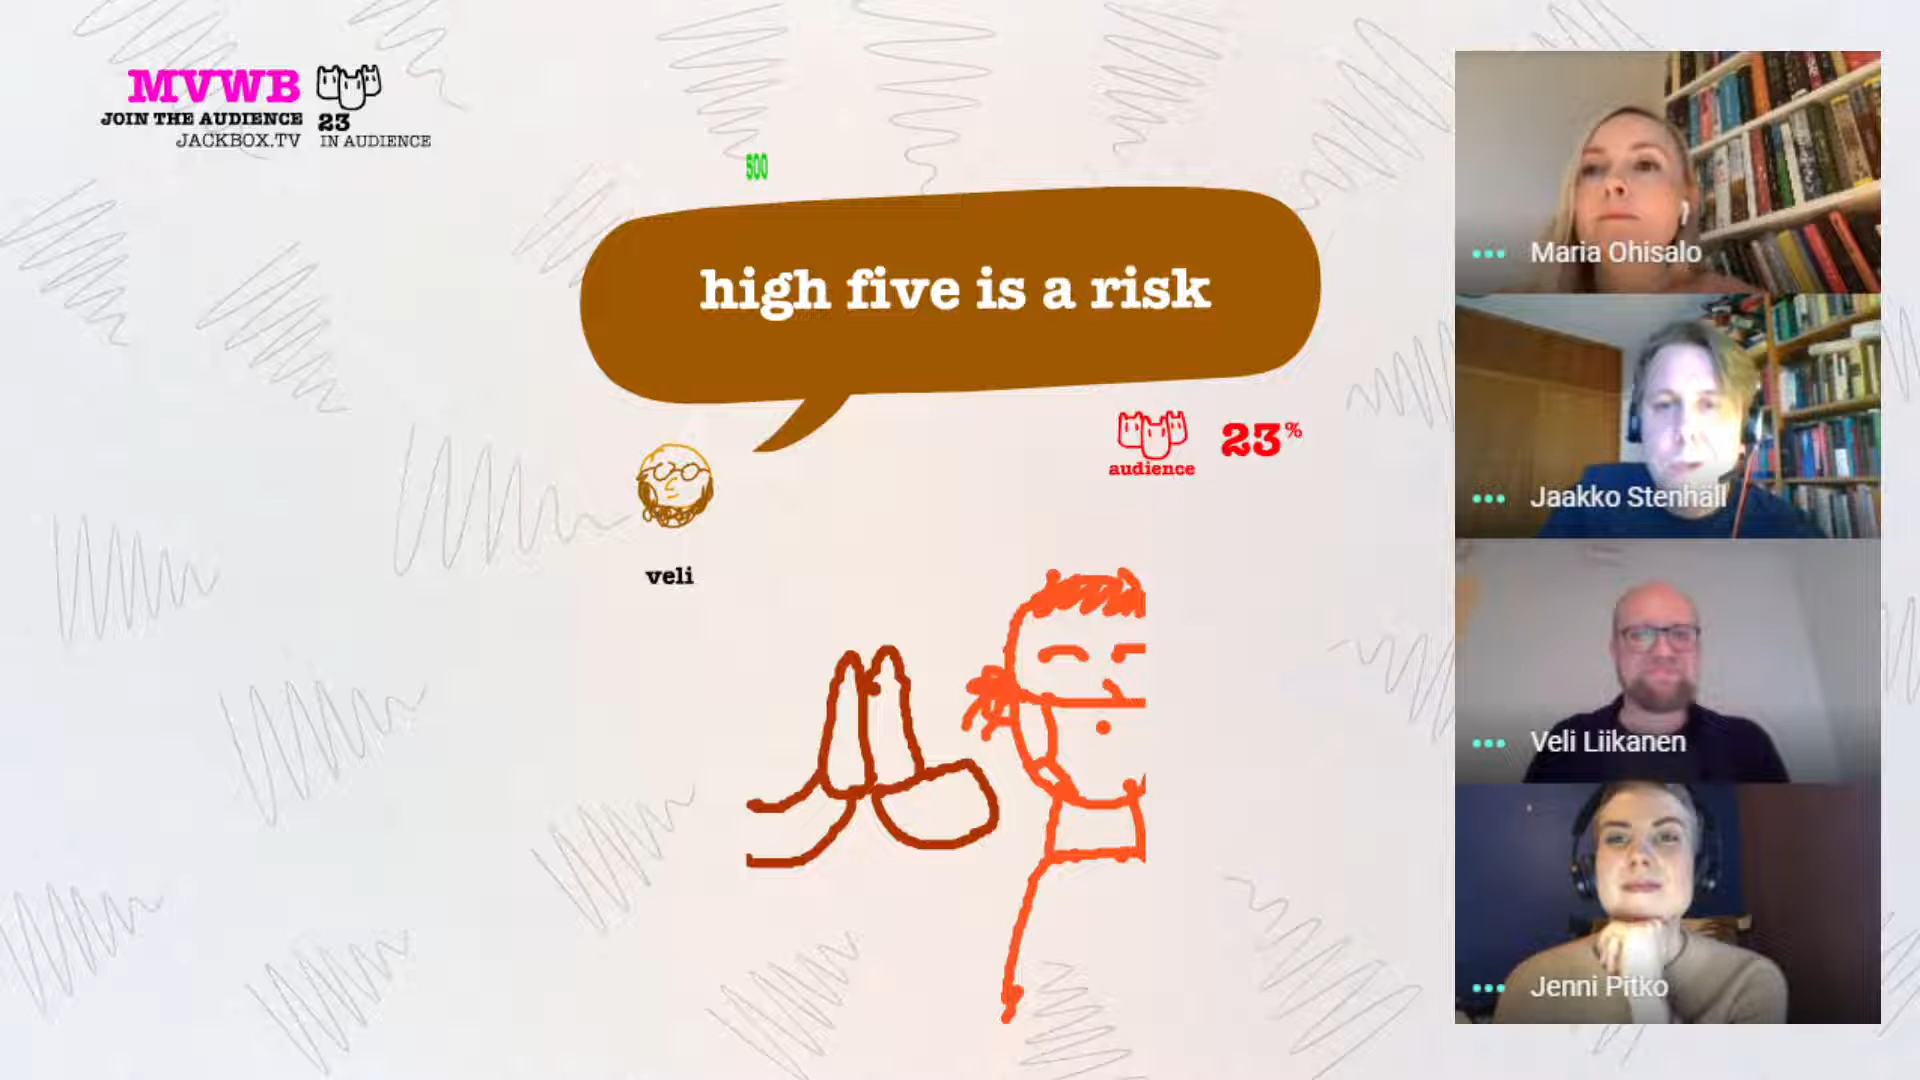 MVWB
JOIN THE AUDIENCE
JACKBOX.TV
23
IN AUDIENCE
500
high five is a risk
audience
23%
veli
Maria Ohisalo
Jaakko Stenhäll
Veli Liikanen
Jenni Pitko